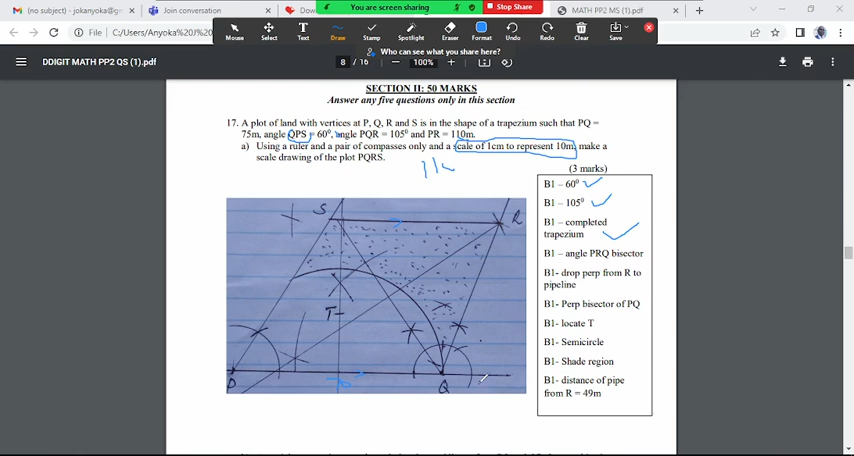 (no subject) - jokanyoka@gm
Join conversation
Dow
You are screen sharing
Stop Share
MATH PP2 MS (1).pdf
File
C:/Users/Anyoka%20J%20
Mouse
Select
Text
Draw
Stamp
Spotlight
Eraser
Format
Undo
Redo
Clear
Save
Who can see what you share here?
DDIGIT MATH PP2 QS (1).pdf
8 / 16
100%
SECTION II: 50 MARKS
Answer any five questions only in this section
17. A plot of land with vertices at P, Q, R and S is in the shape of a trapezium such that PQ =
75m, angle QPS = 60⁰, angle PQR = 105⁰ and PR = 110m.
a) Using a ruler and a pair of compasses only and a scale of 1cm to represent 10m, make a
scale drawing of the plot PQRS.
(3 marks)
B1 – 60⁰
B1 – 105⁰
B1 – completed
trapezium
B1 – angle PRQ bisector
B1- drop perp from R to
pipeline
B1 - Perp bisector of PQ
B1- locate T
B1- Semicircle
B1- Shade region
B1- distance of pipe
from R = 49m
S
R
T
P
Q